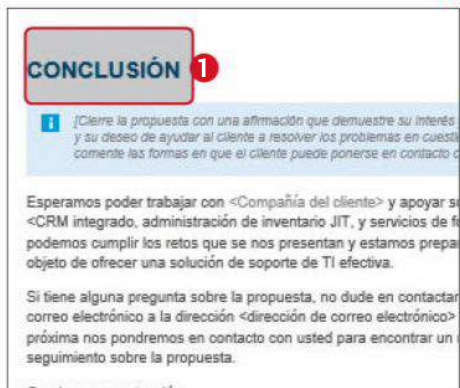 CONCLUSIÓN 1
[Cierre la propuesta con una afirmación que demuestre su interés
y su deseo de ayudar al cliente a resolver los problemas en cuesti
comente las formas en que el cliente puede ponerse en contacto c
Esperamos poder trabajar con <Compañía del cliente> y apoyar s
<CRM integrado, administración de inventario JIT, y servicios de f
podemos cumplir los retos que se nos presentan y estamos prepa
objeto de ofrecer una solución de soporte de TI efectiva.
Si tiene alguna pregunta sobre la propuesta, no dude en contactar
correo electrónico a la dirección <dirección de correo electrónico>
próxima nos pondremos en contacto con usted para encontrar un
seguimiento sobre la propuesta.